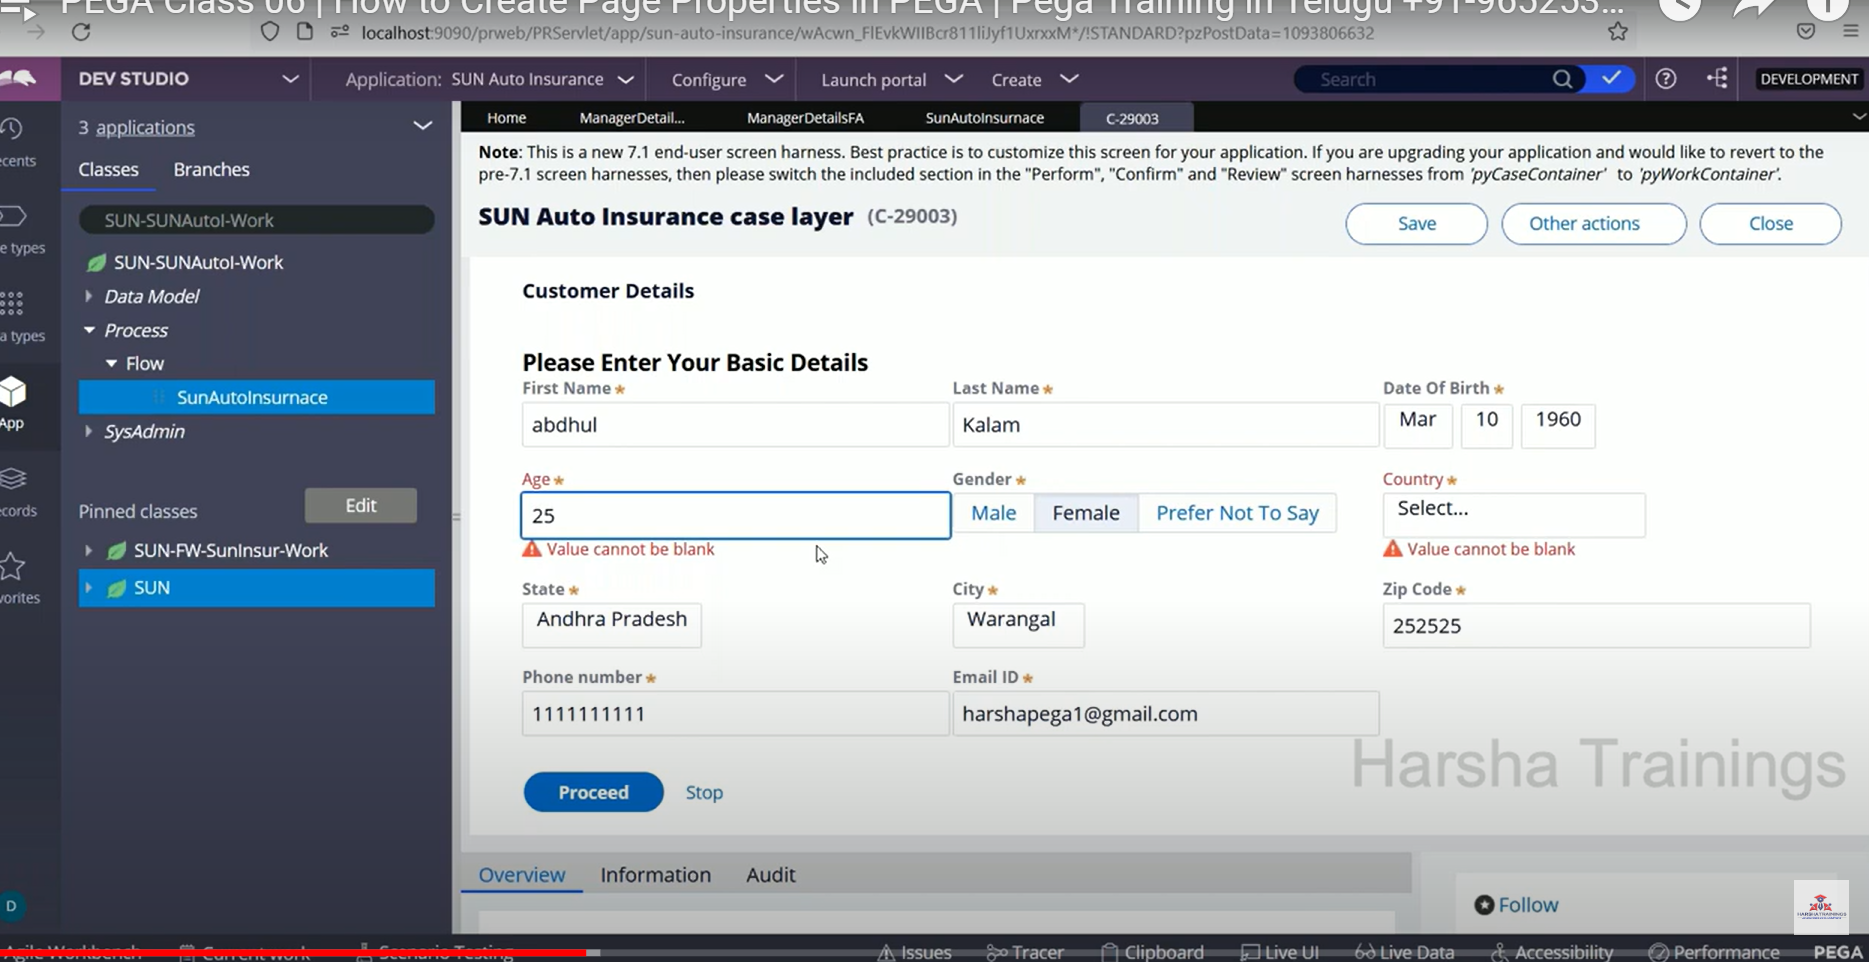 PEGA Class 06 | How to Create Page Properties in PEGA | Pega Training in Telugu +91-965253...
localhost:9090/prweb/PRServlet/app/sun-auto-insurance/wAcwn_FlEvkWIIBcr811liJyf1UxrxxM*/!STANDARD?pzPostData=1093806632
DEV STUDIO
Application: SUN Auto Insurance
Configure
Launch portal
Create
Search
DEVELOPMENT
ecents
e types
a types
App
cords
vorites
D
3 applications
Classes Branches
SUN-SUNAutoI-Work
SUN-SUNAutoI-Work
Data Model
Process
Flow
SunAutoInsurnace
SysAdmin
Pinned classes Edit
SUN-FW-SunInsur-Work
SUN
Home ManagerDetail... ManagerDetailsFA SunAutoInsurnace C-29003
Note: This is a new 7.1 end-user screen harness. Best practice is to customize this screen for your application. If you are upgrading your application and would like to revert to the
pre-7.1 screen harnesses, then please switch the included section in the "Perform", "Confirm" and "Review" screen harnesses from 'pyCaseContainer' to 'pyWorkContainer'.
SUN Auto Insurance case layer (C-29003)
Save Other actions Close
Customer Details
Please Enter Your Basic Details
First Name * Last Name * Date Of Birth *
abdhul Kalam Mar 10 1960
Age * Gender * Country *
25 Male Female Prefer Not To Say Select...
Value cannot be blank Value cannot be blank
State * City * Zip Code *
Andhra Pradesh Warangal 252525
Phone number * Email ID *
1111111111 harshapega1@gmail.com
Harsha Trainings
Proceed Stop
Overview Information Audit
Follow
HARSHA TRAININGS
Agile Workbench Current work Scenario Testing Issues Tracer Clipboard Live UI Live Data Accessibility Performance PEGA